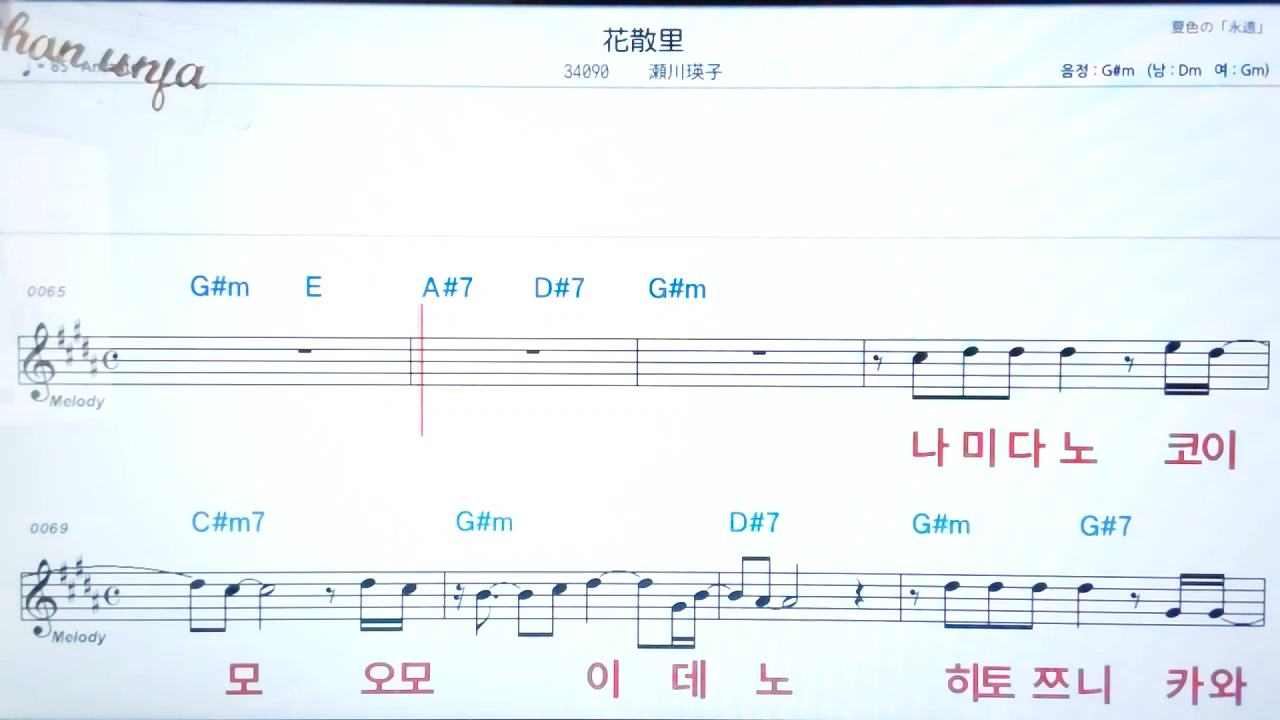 花散里
夏色の「永遠」
han unja
34090 瀬川瑛子
음정 : G#m (남 : Dm 여 : Gm)
0065 G#m E A#7 D#7 G#m
Melody
나 미 다 노 코이
0069 C#m7 G#m D#7 G#m G#7
Melody
모 오모 이 데 노 히토 쯔 니 카와